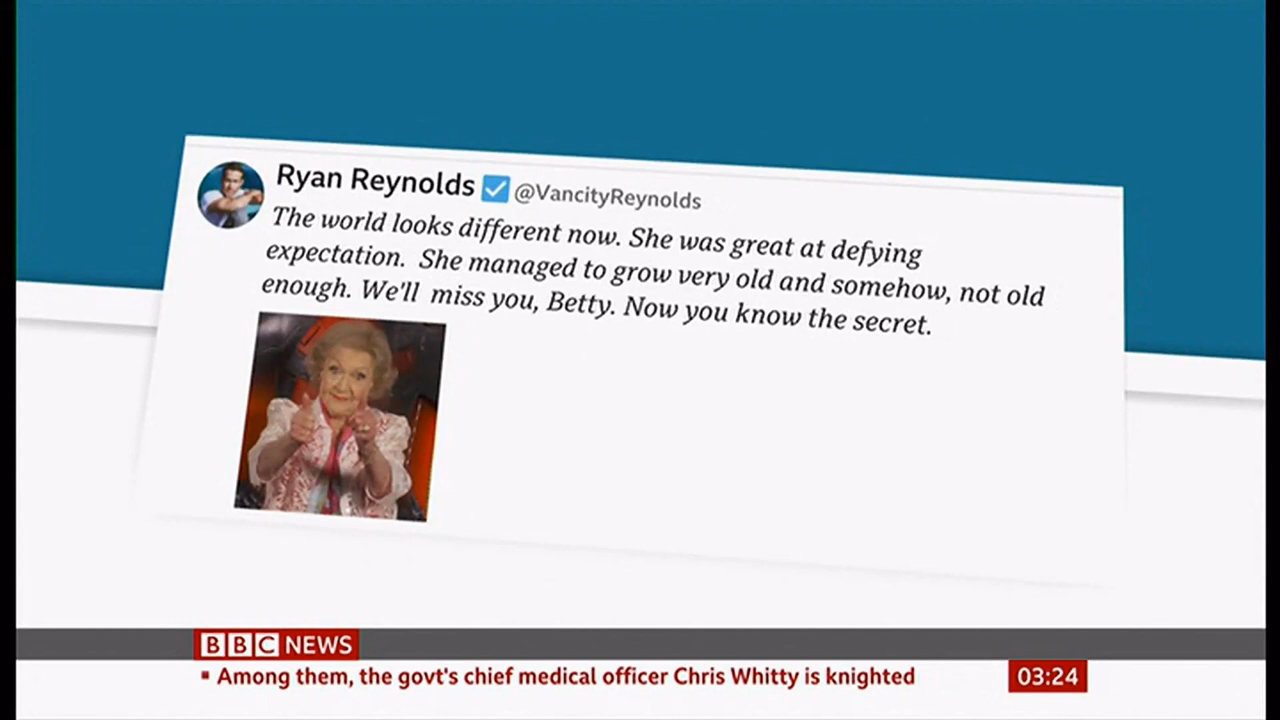 Ryan Reynolds @VancityReynolds
The world looks different now. She was great at defying
expectation. She managed to grow very old and somehow, not old
enough. We'll miss you, Betty. Now you know the secret.
BBC NEWS
Among them, the govt's chief medical officer Chris Whitty is knighted
03:24